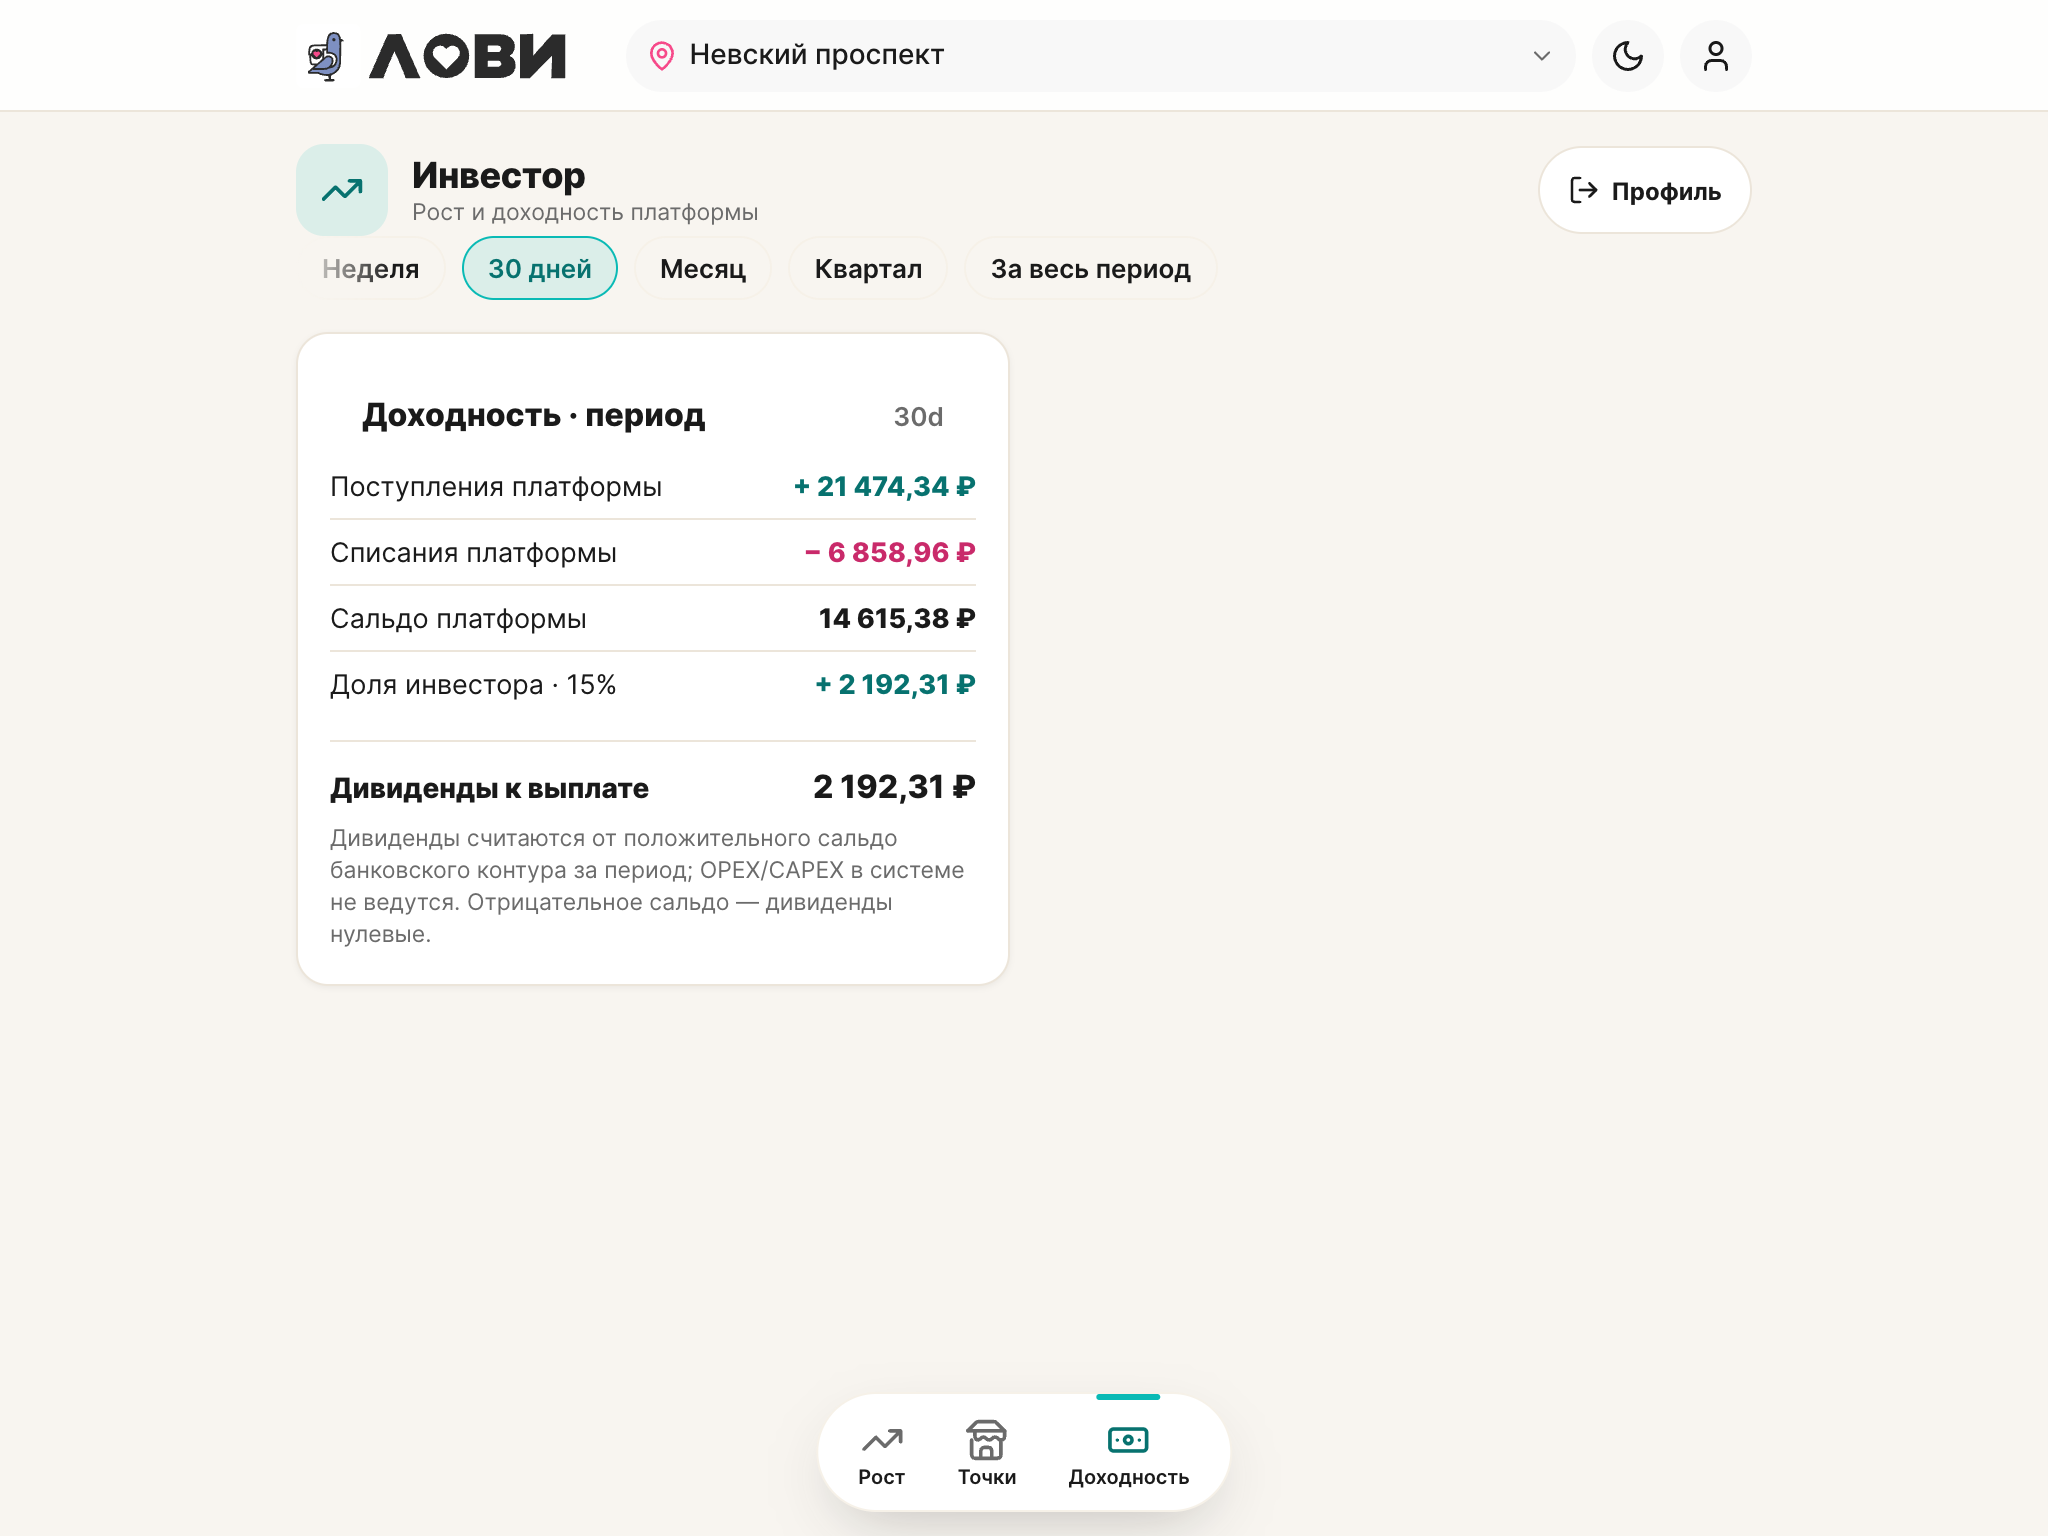 ЛОВИ
Невский проспект
Инвестор
Рост и доходность платформы
Профиль
Неделя
30 дней
Месяц
Квартал
За весь период
Доходность · период
30d
Поступления платформы
+ 21 474,34 ₽
Списания платформы
− 6 858,96 ₽
Сальдо платформы
14 615,38 ₽
Доля инвестора · 15%
+ 2 192,31 ₽
Дивиденды к выплате
2 192,31 ₽
Дивиденды считаются от положительного сальдо
банковского контура за период; OPEX/CAPEX в системе
не ведутся. Отрицательное сальдо — дивиденды
нулевые.
Рост
Точки
Доходность